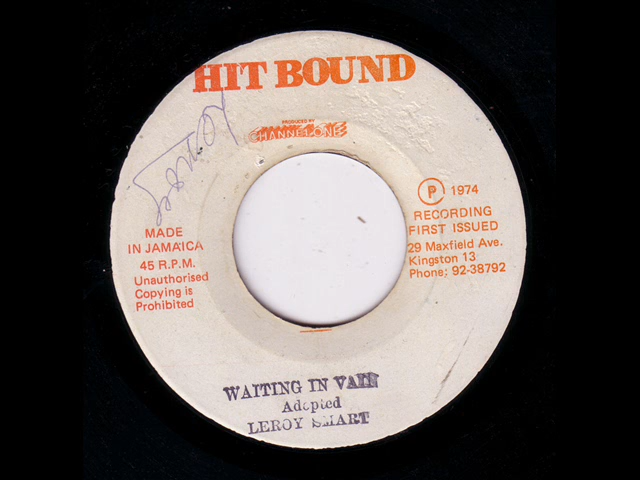 HIT BOUND
PRODUCED BY
CHANNEL ONE
MADE
IN JAMAICA
45 R.P.M.
Unauthorised
Copying is
Prohibited
P 1974
RECORDING
FIRST ISSUED
29 Maxfield Ave.
Kingston 13
Phone; 92-38792
WAITING IN VAIN
Adopted
LEROY SMART